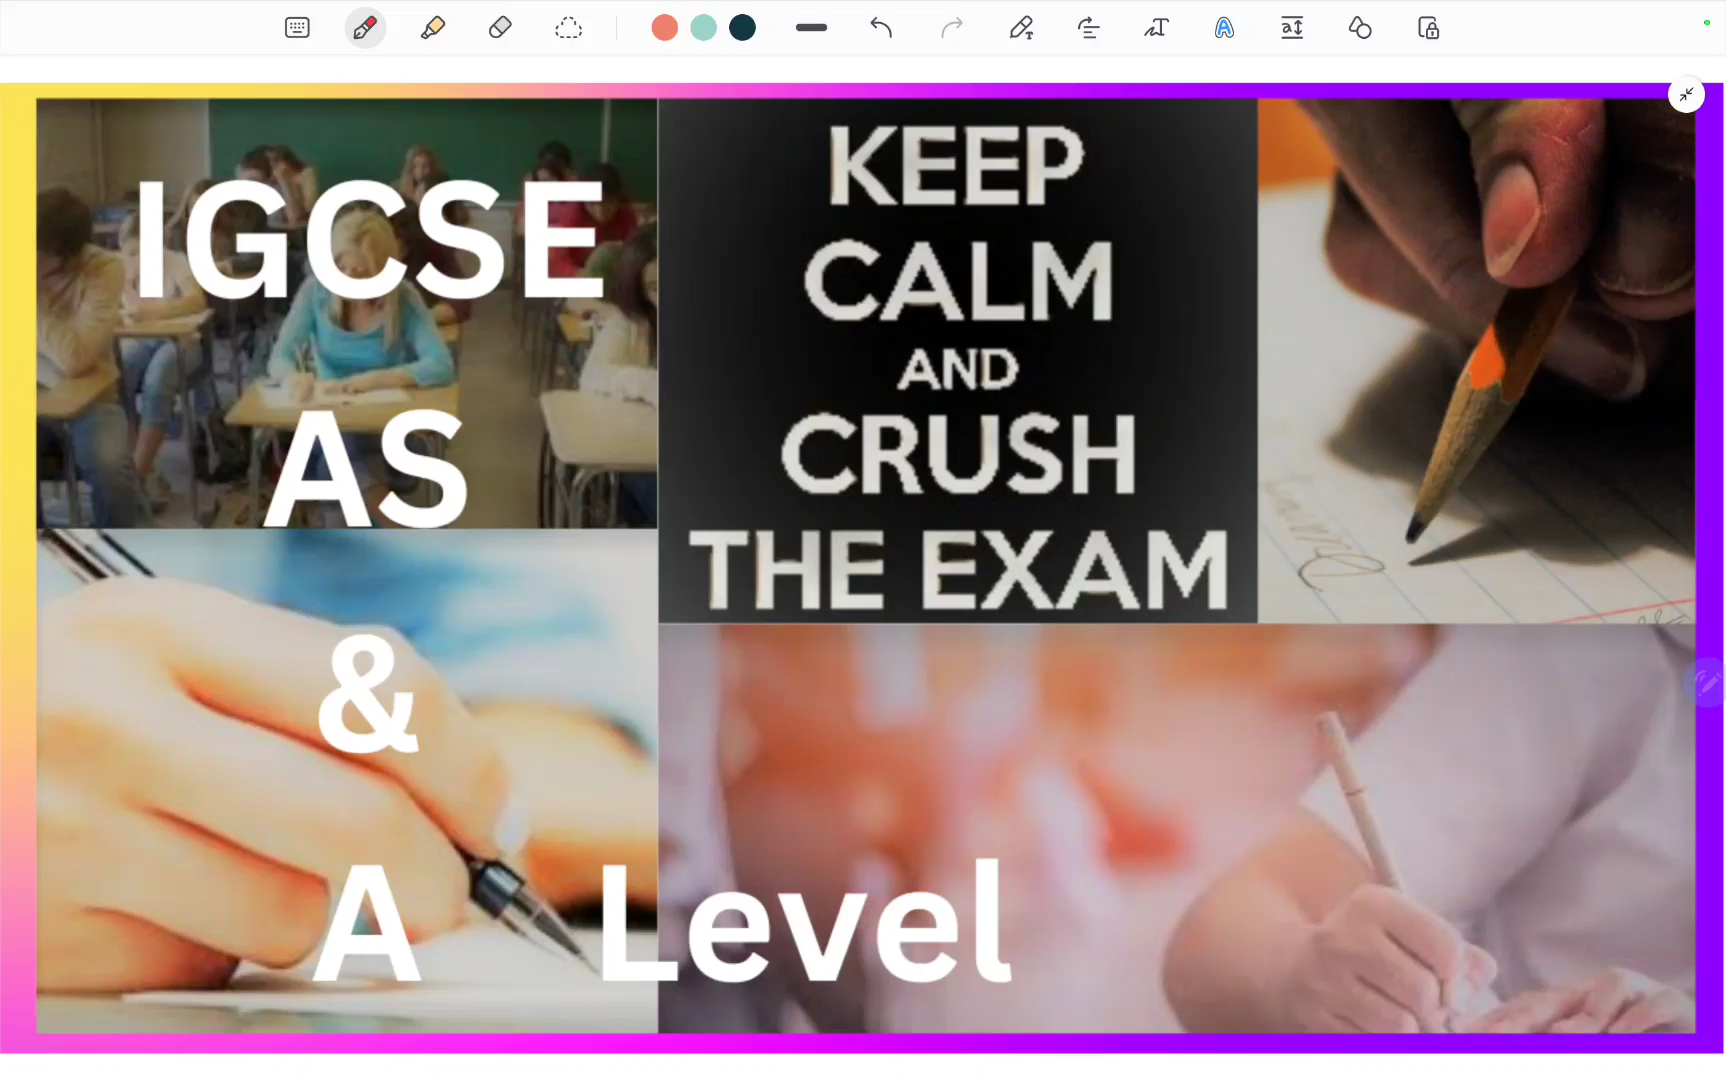 IGCSE
AS
&
A Level
KEEP
CALM
AND
CRUSH
THE EXAM